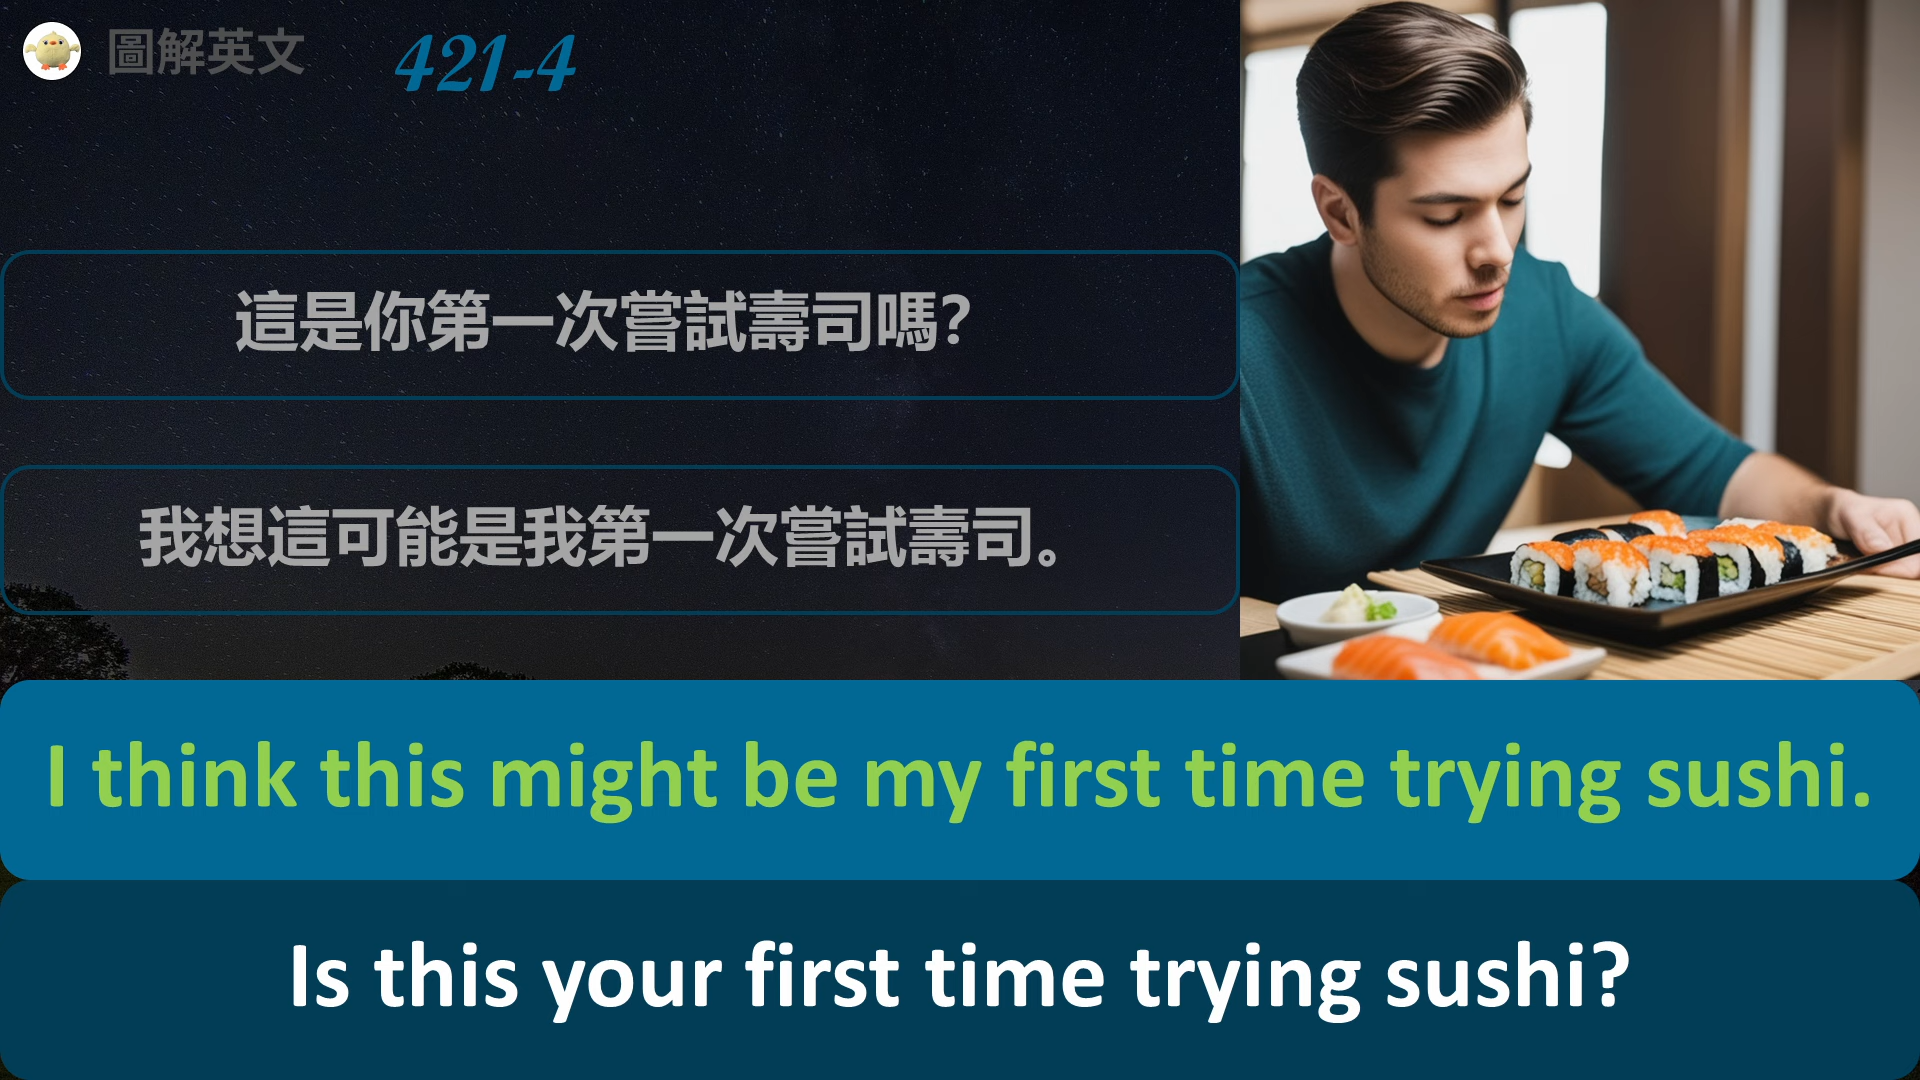 圖解英文
421-4
這是你第一次嘗試壽司嗎？
我想這可能是我第一次嘗試壽司。
I think this might be my first time trying sushi.
Is this your first time trying sushi?